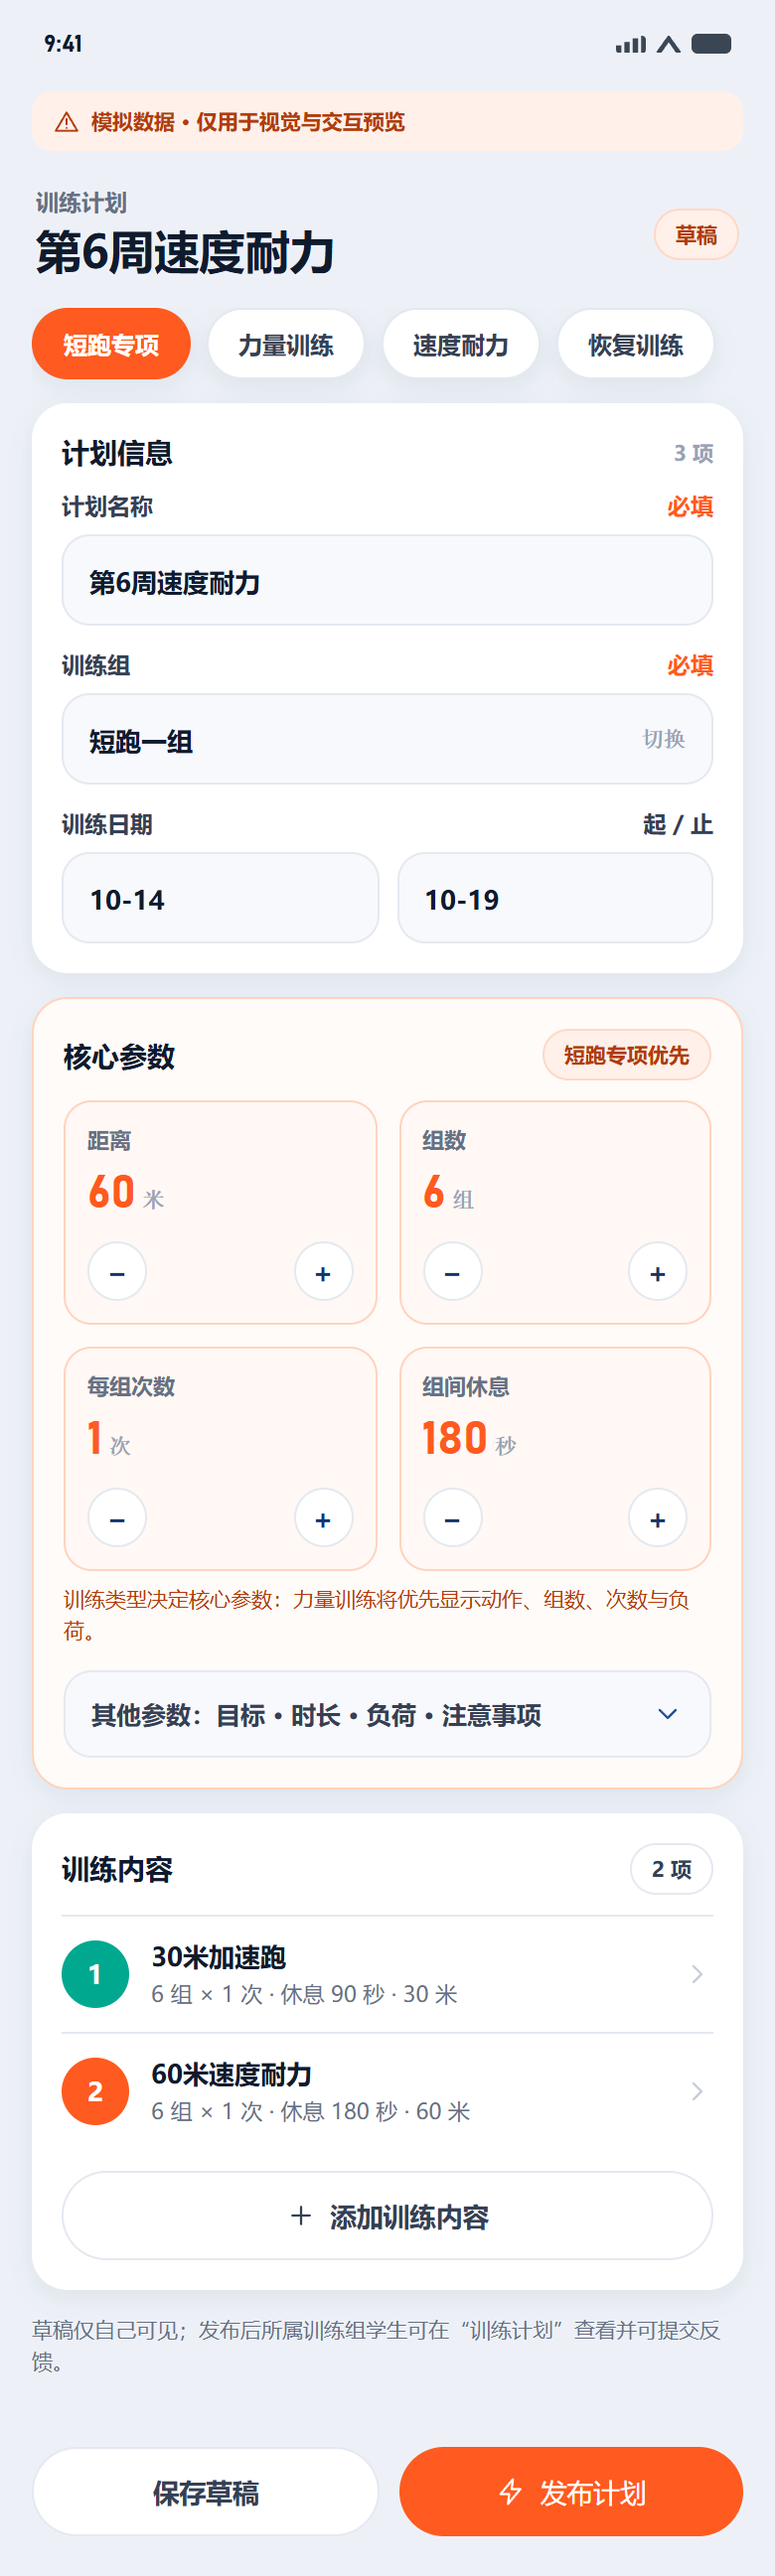 9:41
模拟数据・仅用于视觉与交互预览
训练计划
第6周速度耐力
草稿
短跑专项
力量训练
速度耐力
恢复训练
计划信息
3 项
计划名称
必填
第6周速度耐力
训练组
必填
短跑一组
切换
训练日期
起 / 止
10-14
10-19
核心参数
短跑专项优先
距离
组数
60 米
6 组
−
+
−
+
每组次数
组间休息
1 次
180 秒
−
+
−
+
训练类型决定核心参数：力量训练将优先显示动作、组数、次数与负
荷。
其他参数：目标・时长・负荷・注意事项
训练内容
2 项
1
30米加速跑
6 组 × 1 次 · 休息 90 秒 · 30 米
2
60米速度耐力
6 组 × 1 次 · 休息 180 秒 · 60 米
+ 添加训练内容
草稿仅自己可见；发布后所属训练组学生可在“训练计划”查看并可提交反
馈。
保存草稿
发布计划